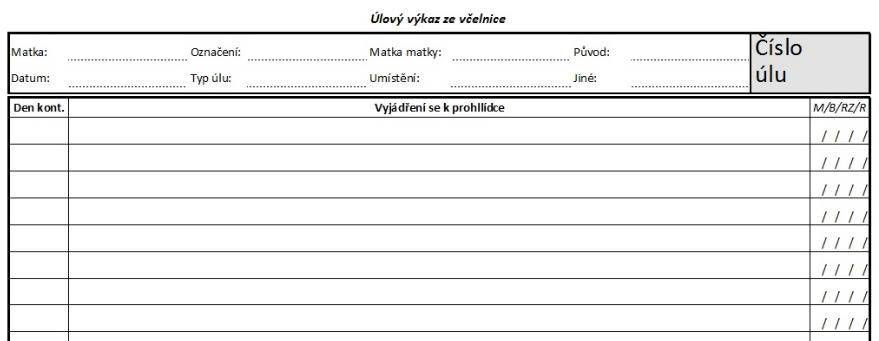 Úlový výkaz ze včelnice
Matka: Označení: Matka matky: Původ: Číslo
Datum: Typ úlu: Umístění: Jiné: úlu
Den kont. Vyjádření se k prohllídce M/B/RZ/R
/ / / /
/ / / /
/ / / /
/ / / /
/ / / /
/ / / /
/ / / /
/ / / /